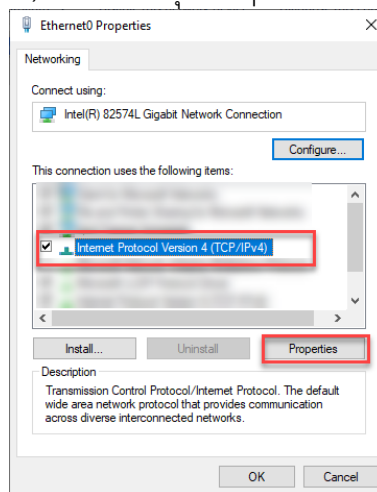 Ethernet0 Properties
Networking
Connect using:
Intel(R) 82574L Gigabit Network Connection
Configure...
This connection uses the following items:
Internet Protocol Version 4 (TCP/IPv4)
Install...
Uninstall
Properties
Description
Transmission Control Protocol/Internet Protocol. The default
wide area network protocol that provides communication
across diverse interconnected networks.
OK
Cancel